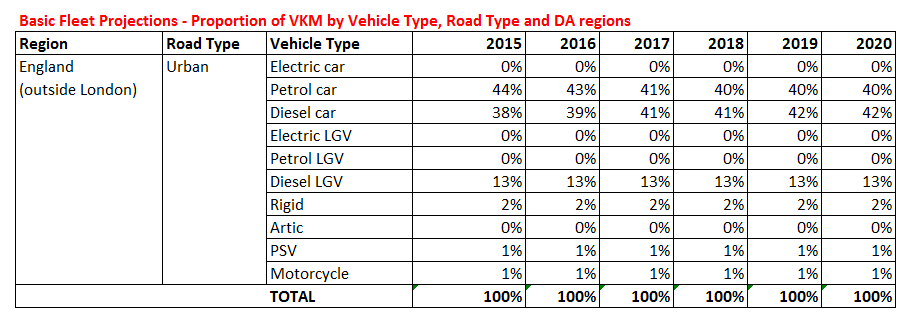 Basic Fleet Projections - Proportion of VKM by Vehicle Type, Road Type and DA regions
Region Road Type Vehicle Type 2015 2016 2017 2018 2019 2020
England Urban Electric car 0% 0% 0% 0% 0% 0%
(outside London) Petrol car 44% 43% 41% 40% 40% 40%
Diesel car 38% 39% 41% 41% 42% 42%
Electric LGV 0% 0% 0% 0% 0% 0%
Petrol LGV 0% 0% 0% 0% 0% 0%
Diesel LGV 13% 13% 13% 13% 13% 13%
Rigid 2% 2% 2% 2% 2% 2%
Artic 0% 0% 0% 0% 0% 0%
PSV 1% 1% 1% 1% 1% 1%
Motorcycle 1% 1% 1% 1% 1% 1%
TOTAL 100% 100% 100% 100% 100% 100%